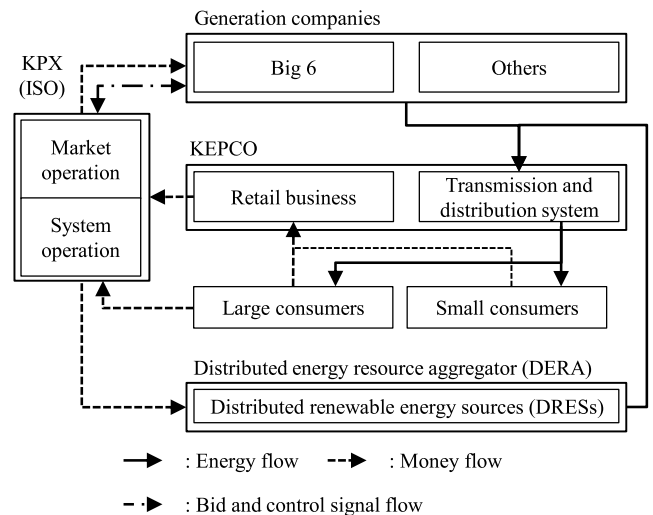 Generation companies
KPX
(ISO)
Big 6
Others
Market
operation
System
operation
KEPCO
Retail business
Transmission and
distribution system
Large consumers
Small consumers
Distributed energy resource aggregator (DERA)
Distributed renewable energy sources (DRESs)
: Energy flow
: Money flow
: Bid and control signal flow